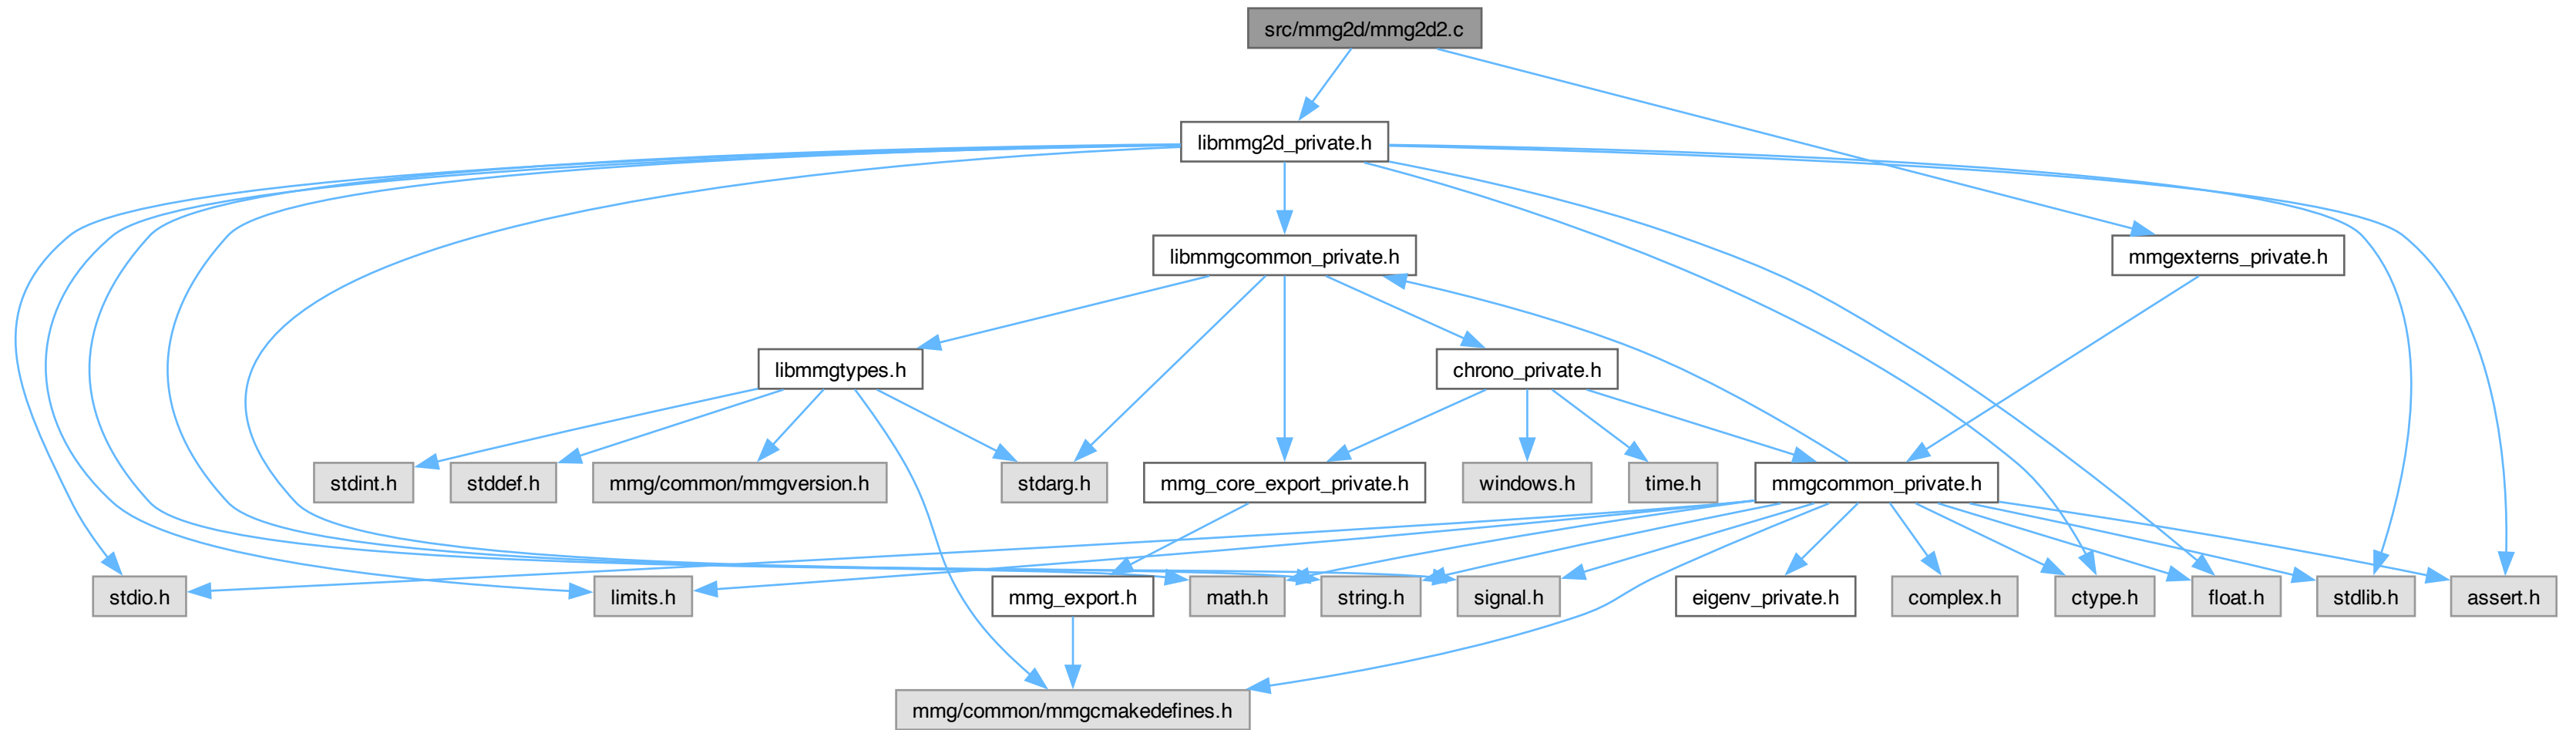 src/mmg2d/mmg2d2.c
libmmg2d_private.h
libmmgcommon_private.h
mmgexterns_private.h
libmmgtypes.h
chrono_private.h
stdint.h
stddef.h
mmg/common/mmgversion.h
stdarg.h
mmg_core_export_private.h
windows.h
time.h
mmgcommon_private.h
stdio.h
limits.h
mmg_export.h
math.h
string.h
signal.h
eigenv_private.h
complex.h
ctype.h
float.h
stdlib.h
assert.h
mmg/common/mmgcmakedefines.h